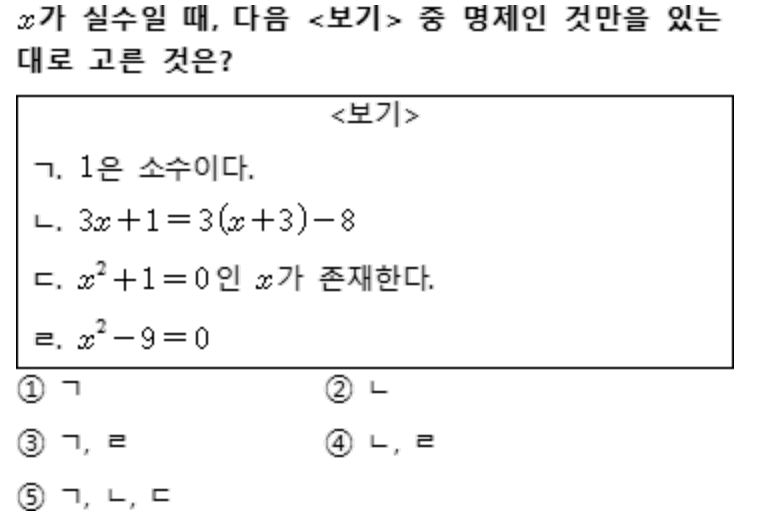 x가 실수일 때, 다음 <보기> 중 명제인 것만을 있는
대로 고른 것은?
<보기>
ㄱ. 1은 소수이다.
ㄴ. 3x+1=3(x+3)-8
ㄷ. x²+1=0인 x가 존재한다.
ㄹ. x²-9=0
① ㄱ ② ㄴ
③ ㄱ, ㄹ ④ ㄴ, ㄹ
⑤ ㄱ, ㄴ, ㄷ